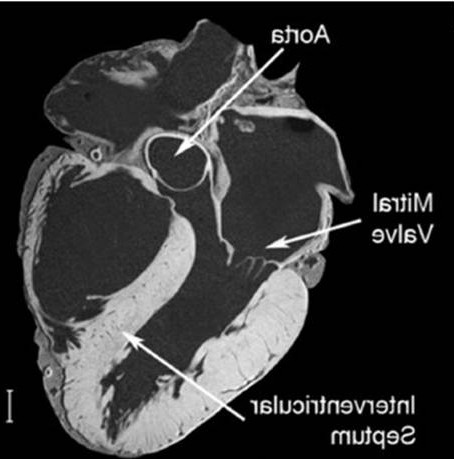 Aorta
Mitral
Valve
Interventricular
Septum